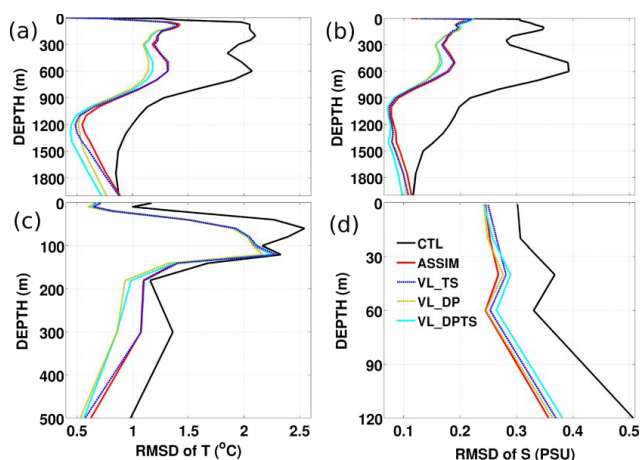 (a)
DEPTH (m)
0
300
600
900
1200
1500
1800
(b)
DEPTH (m)
0
300
600
900
1200
1500
1800
(c)
DEPTH (m)
0
100
200
300
400
500
0.5 1 1.5 2 2.5
RMSD of T (°C)
(d)
DEPTH (m)
0
30
60
90
120
CTL
ASSIM
VL_TS
VL_DP
VL_DPTS
0.1 0.2 0.3 0.4 0.5
RMSD of S (PSU)